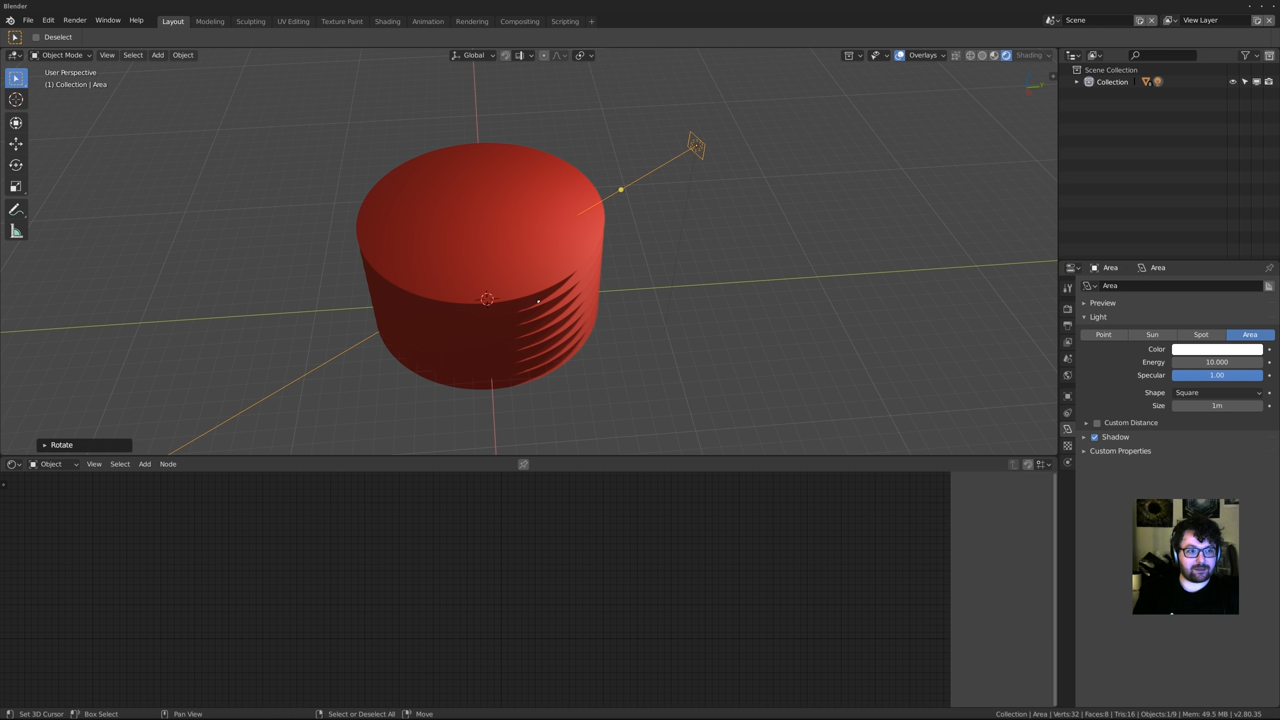 Blender
File Edit Render Window Help Layout Modeling Sculpting UV Editing Texture Paint Shading Animation Rendering Compositing Scripting + Scene View Layer
Deselect
Object Mode View Select Add Object Global Overlays Shading
User Perspective
(1) Collection | Area
Rotate
Scene Collection
Collection
Area Area
Area
Preview
Light
Point Sun Spot Area
Color
Energy 10.000
Specular 1.00
Shape Square
Size 1m
Custom Distance
Shadow
Custom Properties
Object View Select Add Node
Set 3D Cursor Box Select Pan View Select or Deselect All Move Collection | Area | Verts:32 | Faces:8 | Tris:16 | Objects:1/9 | Mem: 49.5 MB | v2.80.35